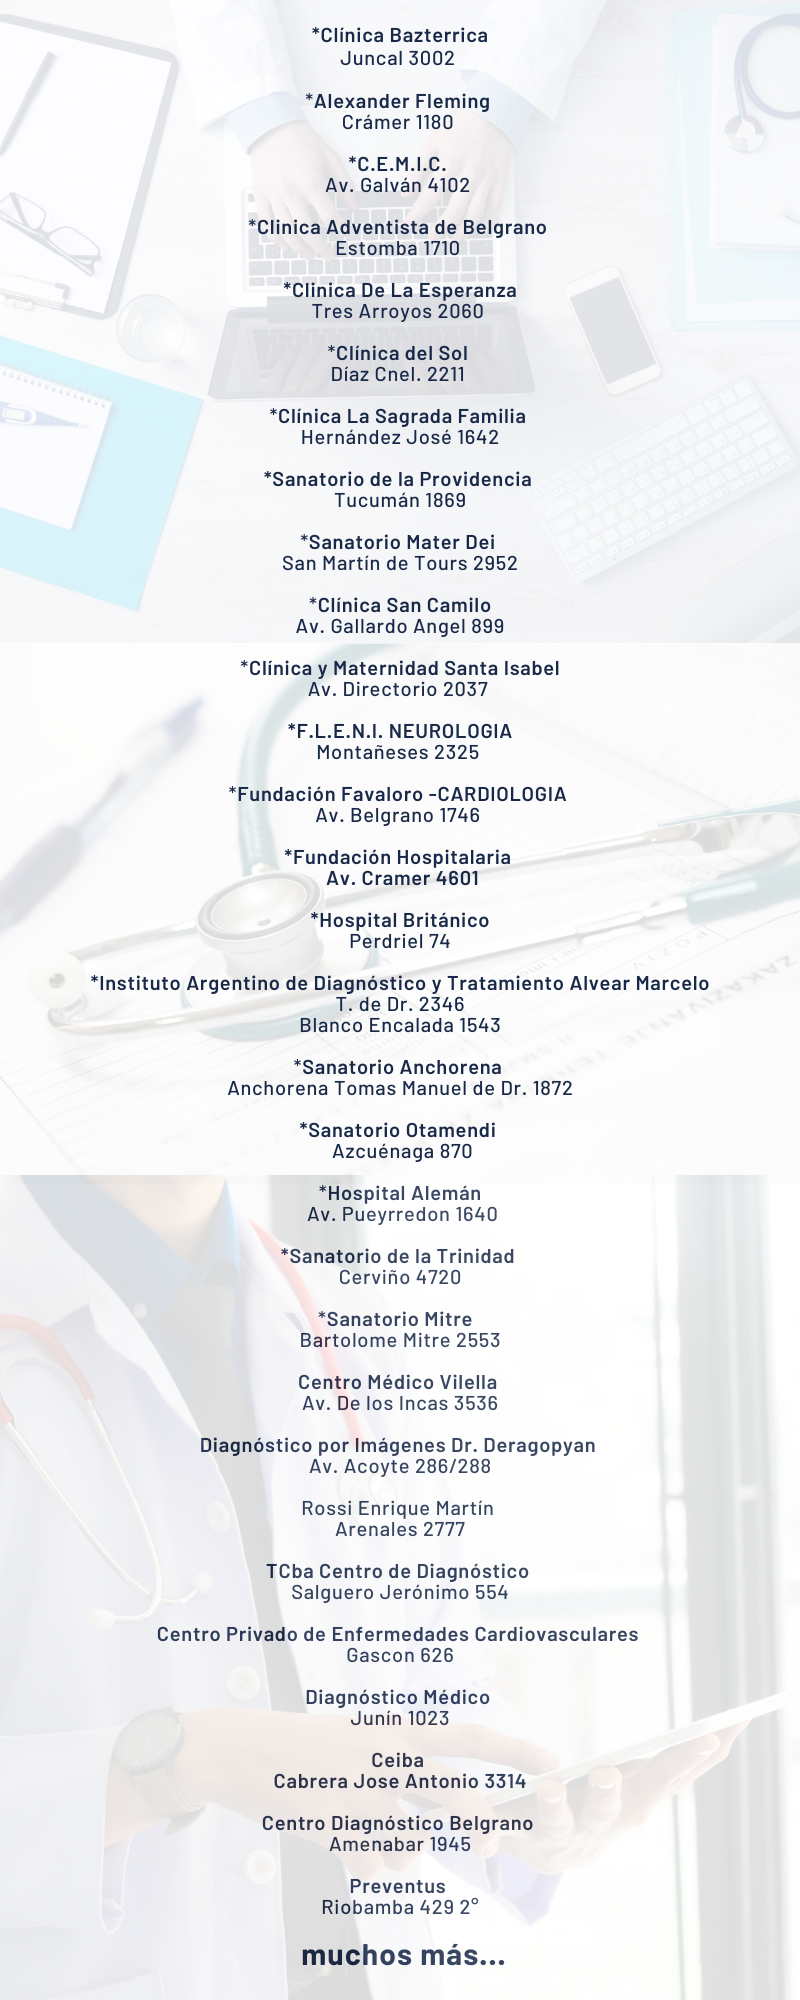 *Clínica Bazterrica
Juncal 3002
*Alexander Fleming
Crámer 1180
*C.E.M.I.C.
Av. Galván 4102
*Clinica Adventista de Belgrano
Estomba 1710
*Clinica De La Esperanza
Tres Arroyos 2060
*Clínica del Sol
Díaz Cnel. 2211
*Clínica La Sagrada Familia
Hernández José 1642
*Sanatorio de la Providencia
Tucumán 1869
*Sanatorio Mater Dei
San Martín de Tours 2952
*Clínica San Camilo
Av. Gallardo Angel 899
*Clínica y Maternidad Santa Isabel
Av. Directorio 2037
*F.L.E.N.I. NEUROLOGIA
Montañeses 2325
*Fundación Favaloro -CARDIOLOGIA
Av. Belgrano 1746
*Fundación Hospitalaria
Av. Cramer 4601
*Hospital Británico
Perdriel 74
*Instituto Argentino de Diagnóstico y Tratamiento Alvear Marcelo
T. de Dr. 2346
Blanco Encalada 1543
*Sanatorio Anchorena
Anchorena Tomas Manuel de Dr. 1872
*Sanatorio Otamendi
Azcuénaga 870
*Hospital Alemán
Av. Pueyrredon 1640
*Sanatorio de la Trinidad
Cerviño 4720
*Sanatorio Mitre
Bartolome Mitre 2553
Centro Médico Vilella
Av. De los Incas 3536
Diagnóstico por Imágenes Dr. Deragopyan
Av. Acoyte 286/288
Rossi Enrique Martín
Arenales 2777
TCba Centro de Diagnóstico
Salguero Jerónimo 554
Centro Privado de Enfermedades Cardiovasculares
Gascon 626
Diagnóstico Médico
Junín 1023
Ceiba
Cabrera Jose Antonio 3314
Centro Diagnóstico Belgrano
Amenabar 1945
Preventus
Riobamba 429 2°
muchos más...